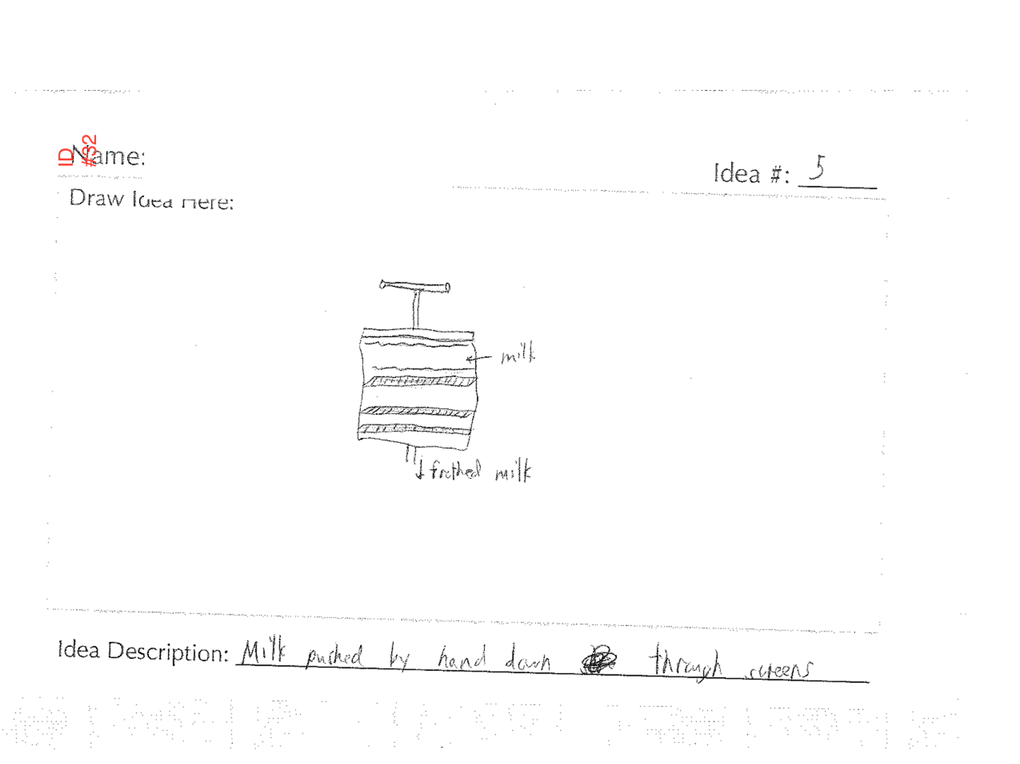 ID
#32
Name:
Idea #: 5
Draw Idea Here:
milk
frothed milk
Idea Description: Milk pushed by hand down through screens